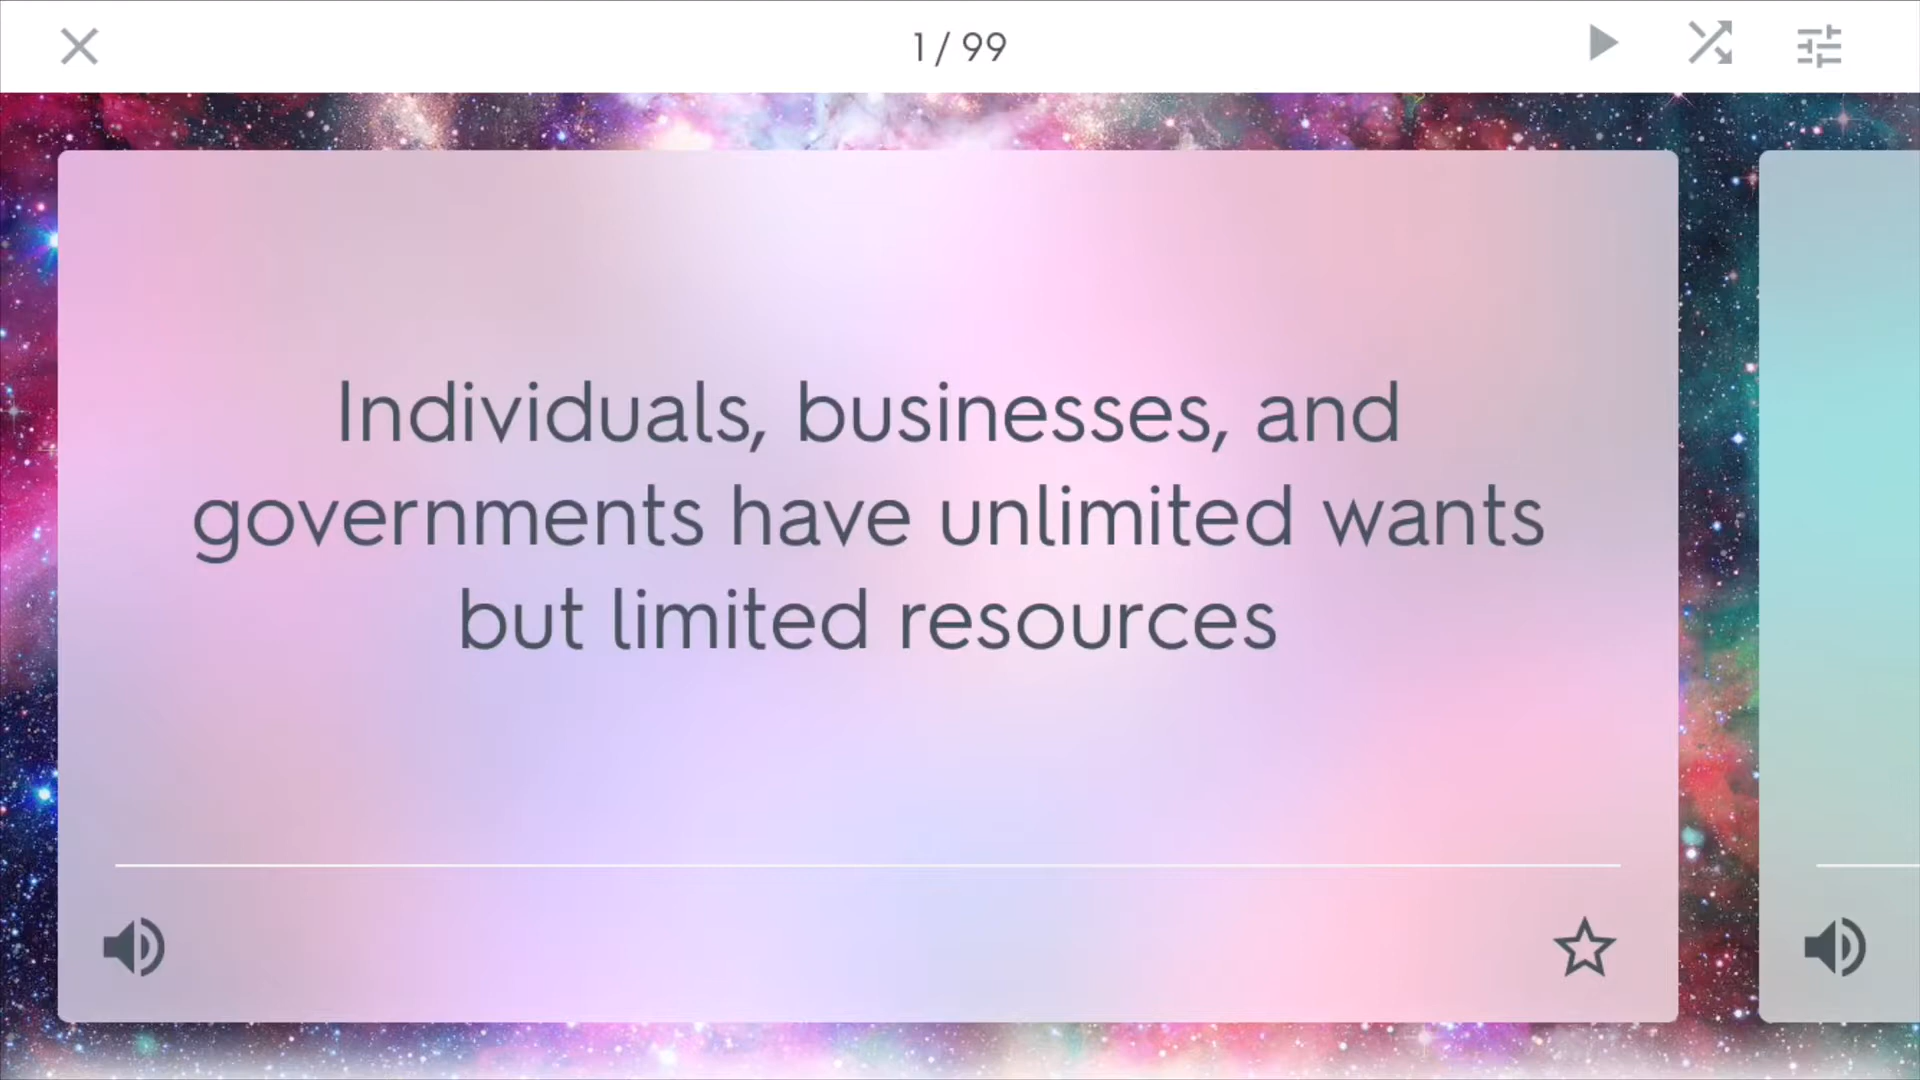 1 / 99
Individuals, businesses, and
governments have unlimited wants
but limited resources